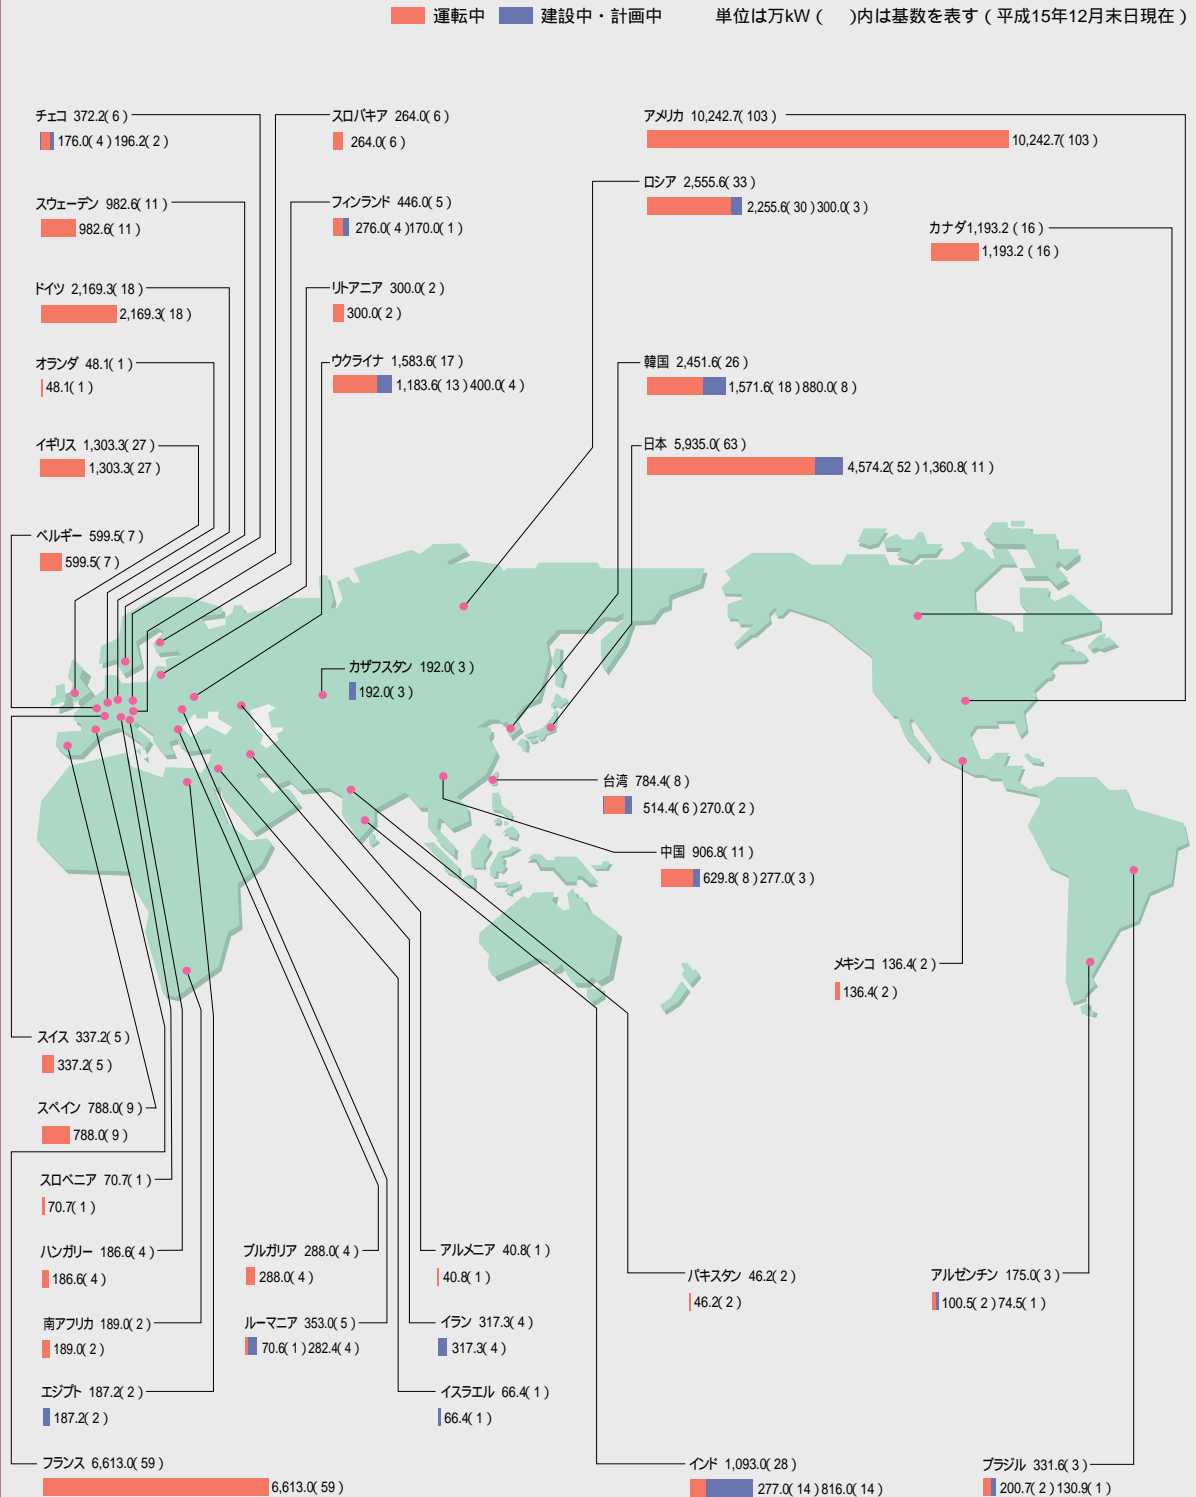 運転中 建設中・計画中 単位は万kW ( )内は基数を表す ( 平成15年12月末日現在 )
チェコ 372.2( 6 )
176.0( 4 ) 196.2( 2 )
スロバキア 264.0( 6 )
264.0( 6 )
アメリカ 10,242.7( 103 )
10,242.7( 103 )
スウェーデン 982.6( 11 )
982.6( 11 )
フィンランド 446.0( 5 )
276.0( 4 )170.0( 1 )
ロシア 2,555.6( 33 )
2,255.6( 30 )300.0( 3 )
カナダ1,193.2 ( 16 )
1,193.2 ( 16 )
ドイツ 2,169.3( 18 )
2,169.3( 18 )
リトアニア 300.0( 2 )
300.0( 2 )
オランダ 48.1( 1 )
48.1( 1 )
ウクライナ 1,583.6( 17 )
1,183.6( 13 )400.0( 4 )
韓国 2,451.6( 26 )
1,571.6( 18 )880.0( 8 )
イギリス 1,303.3( 27 )
1,303.3( 27 )
日本 5,935.0( 63 )
4,574.2( 52 )1,360.8( 11 )
ベルギー 599.5( 7 )
599.5( 7 )
カザフスタン 192.0( 3 )
192.0( 3 )
台湾 784.4( 8 )
514.4( 6 )270.0( 2 )
中国 906.8( 11 )
629.8( 8 )277.0( 3 )
メキシコ 136.4( 2 )
136.4( 2 )
スイス 337.2( 5 )
337.2( 5 )
スペイン 788.0( 9 )
788.0( 9 )
スロベニア 70.7( 1 )
70.7( 1 )
ハンガリー 186.6( 4 )
186.6( 4 )
ブルガリア 288.0( 4 )
288.0( 4 )
アルメニア 40.8( 1 )
40.8( 1 )
パキスタン 46.2( 2 )
46.2( 2 )
アルゼンチン 175.0( 3 )
100.5( 2 )74.5( 1 )
南アフリカ 189.0( 2 )
189.0( 2 )
ルーマニア 353.0( 5 )
70.6( 1 )282.4( 4 )
イラン 317.3( 4 )
317.3( 4 )
エジプト 187.2( 2 )
187.2( 2 )
イスラエル 66.4( 1 )
66.4( 1 )
フランス 6,613.0( 59 )
6,613.0( 59 )
インド 1,093.0( 28 )
277.0( 14 )816.0( 14 )
ブラジル 331.6( 3 )
200.7( 2 )130.9( 1 )